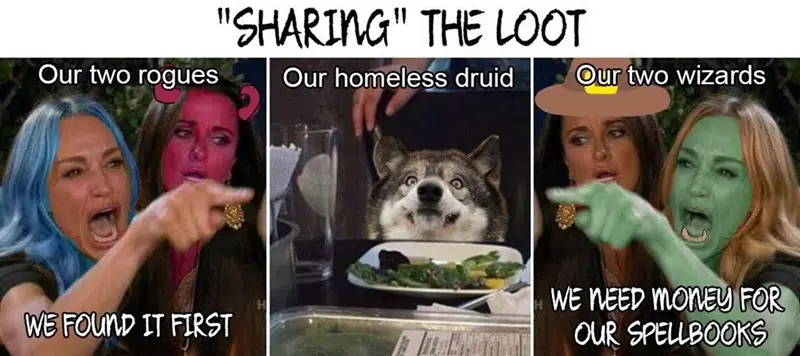 "SHARING" THE LOOT
Our two rogues
WE FOUND IT FIRST
Our homeless druid
Our two wizards
WE NEED MONEY FOR
OUR SPELLBOOKS